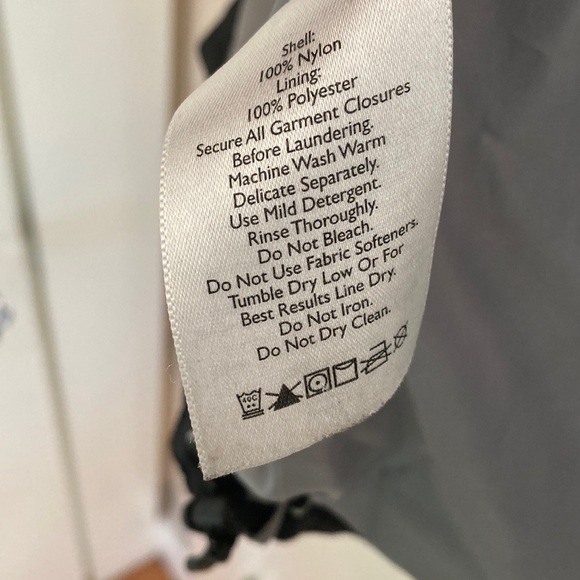 Shell:
100% Nylon
Lining:
100% Polyester
Secure All Garment Closures
Before Laundering.
Machine Wash Warm
Delicate Separately.
Use Mild Detergent.
Rinse Thoroughly.
Do Not Bleach.
Do Not Use Fabric Softeners.
Tumble Dry Low Or For
Best Results Line Dry.
Do Not Iron.
Do Not Dry Clean.
40C